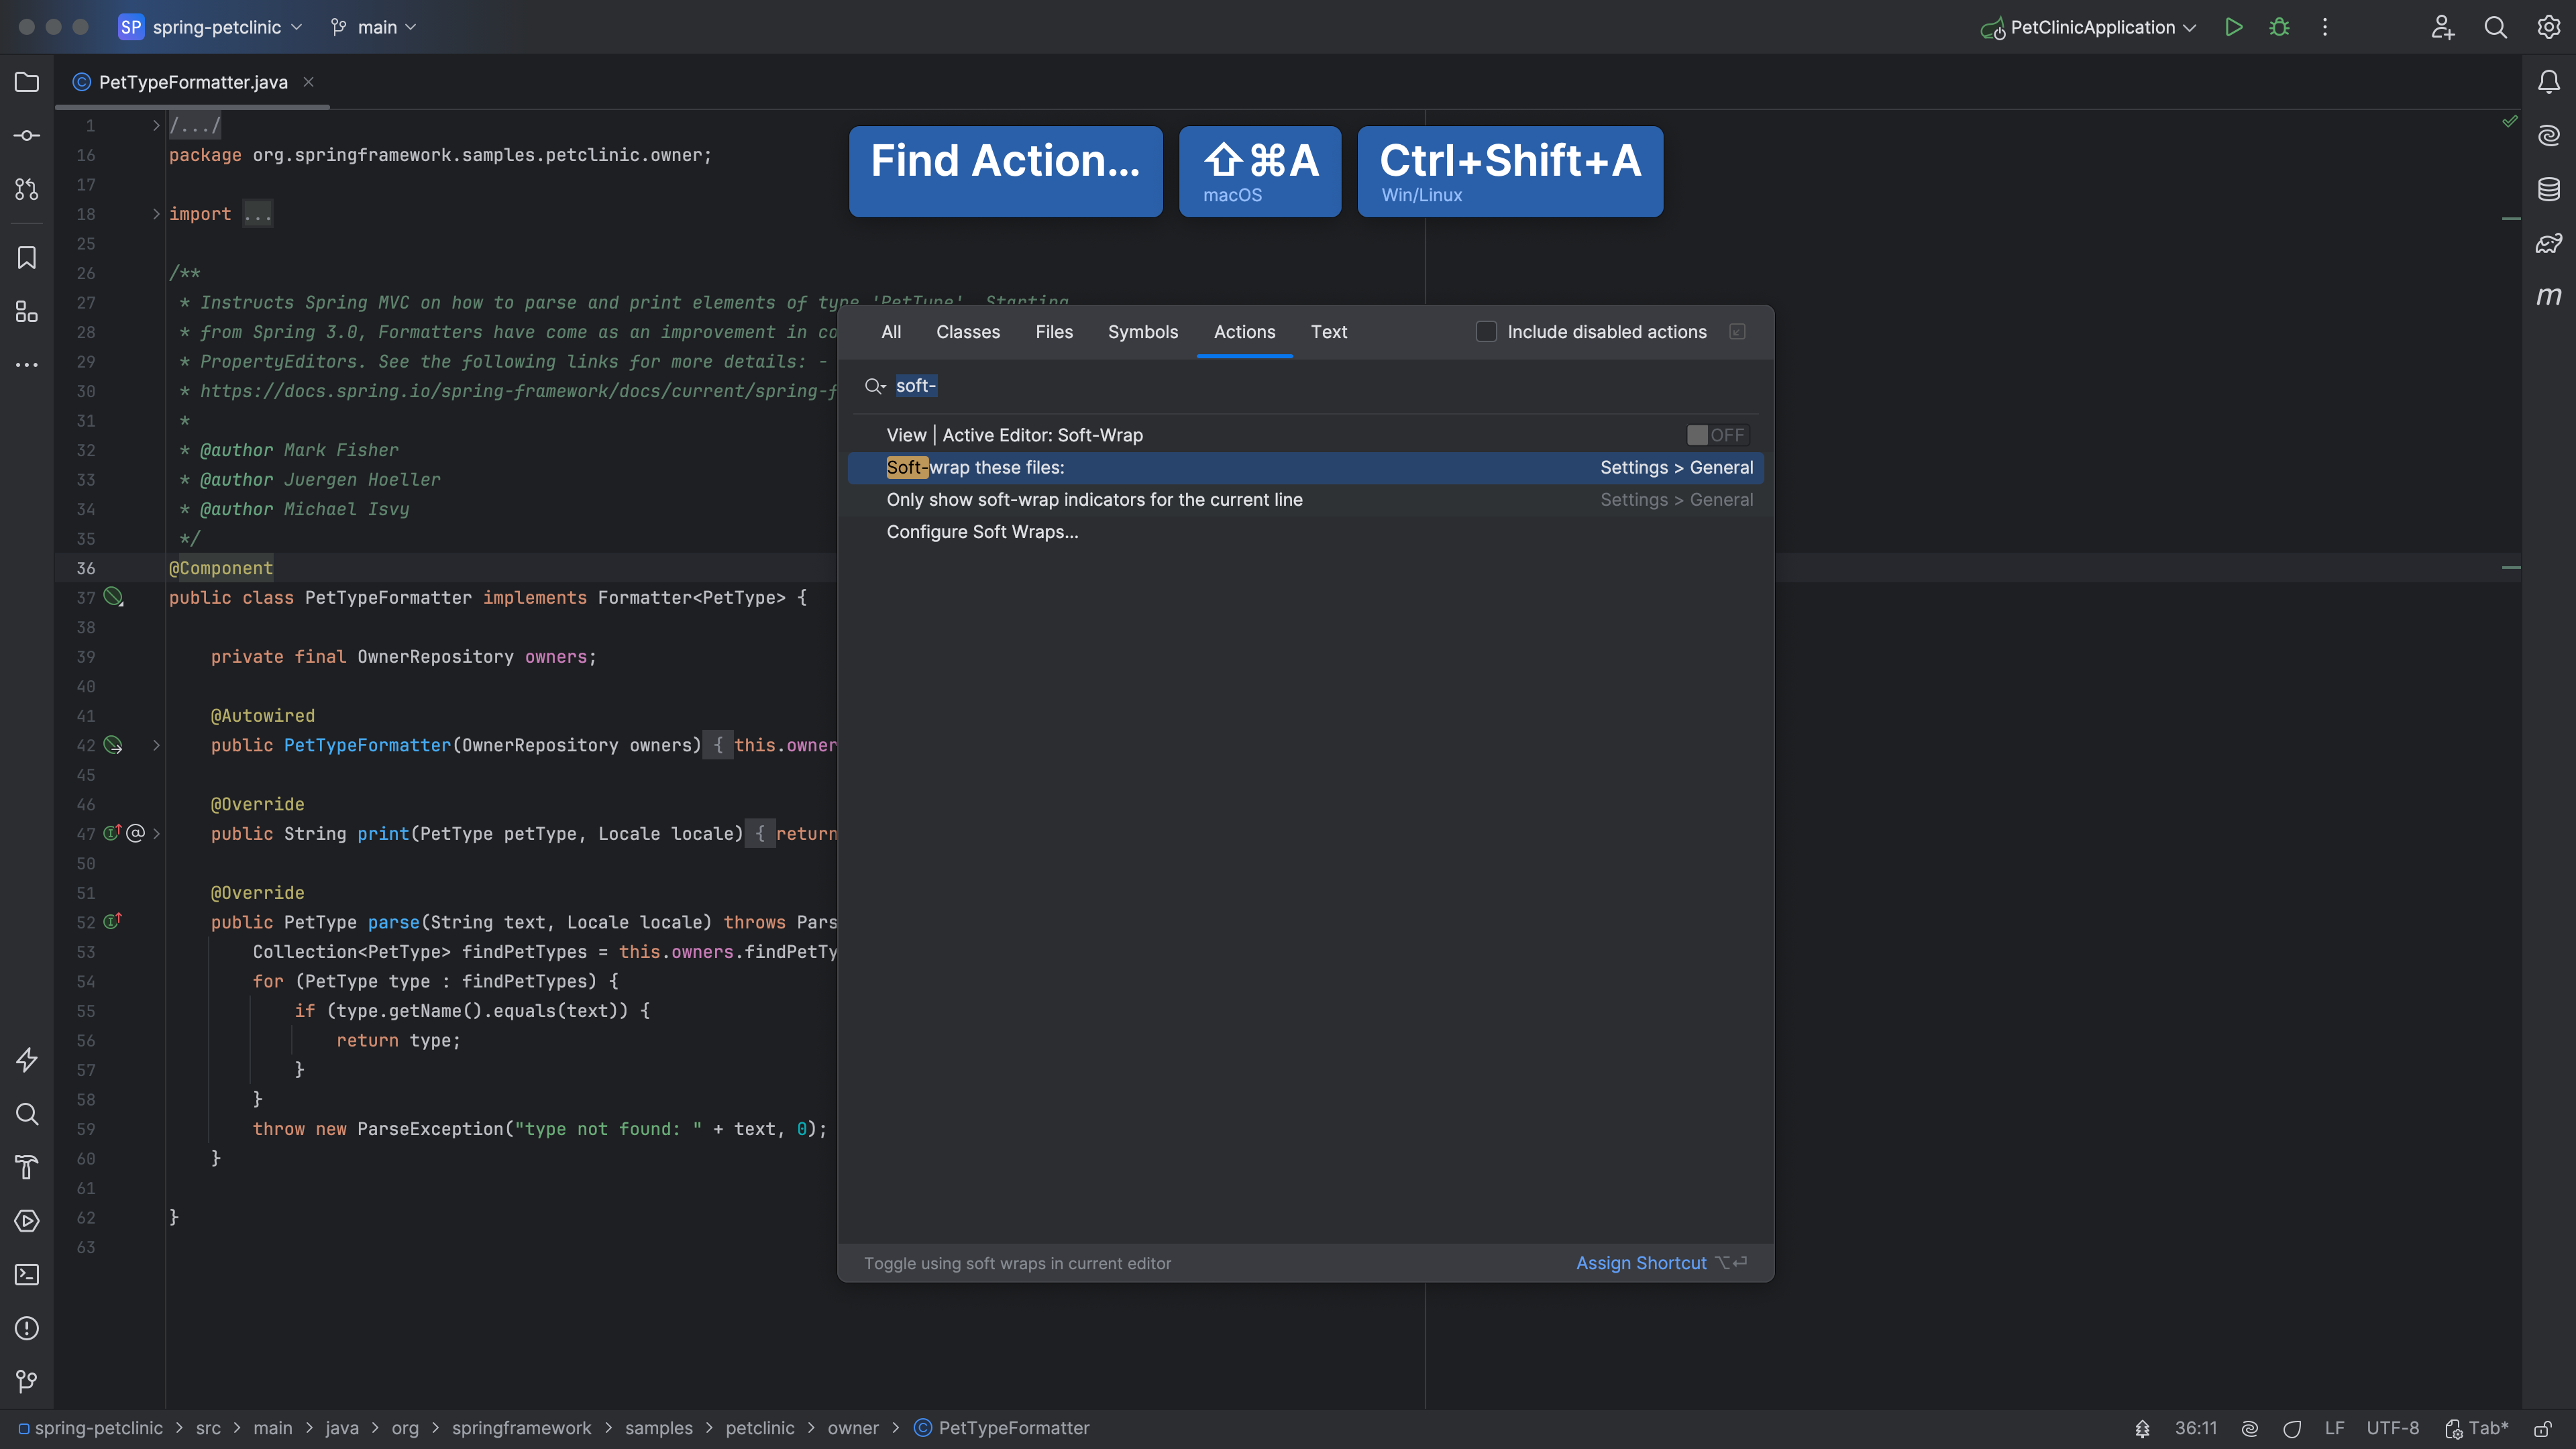 SP spring-petclinic main PetClinicApplication
PetTypeFormatter.java
Find Action... ⇧⌘A Ctrl+Shift+A
macOS Win/Linux
1 /.../
16 package org.springframework.samples.petclinic.owner;
17
18 import ...
25
26 /**
27 * Instructs Spring MVC on how to parse and print elements of type 'PetType'. Starting
28 * from Spring 3.0, Formatters have come as an improvement in co
29 * PropertyEditors. See the following links for more details: -
30 * https://docs.spring.io/spring-framework/docs/current/spring-f
31 *
32 * @author Mark Fisher
33 * @author Juergen Hoeller
34 * @author Michael Isvy
35 */
36 @Component
37 public class PetTypeFormatter implements Formatter<PetType> {
38
39 private final OwnerRepository owners;
40
41 @Autowired
42 public PetTypeFormatter(OwnerRepository owners) { this.owner
45
46 @Override
47 public String print(PetType petType, Locale locale) { return
50
51 @Override
52 public PetType parse(String text, Locale locale) throws Pars
53 Collection<PetType> findPetTypes = this.owners.findPetTy
54 for (PetType type : findPetTypes) {
55 if (type.getName().equals(text)) {
56 return type;
57 }
58 }
59 throw new ParseException("type not found: " + text, 0);
60 }
61
62 }
63
All Classes Files Symbols Actions Text Include disabled actions
soft-
View | Active Editor: Soft-Wrap OFF
Soft-wrap these files: Settings > General
Only show soft-wrap indicators for the current line Settings > General
Configure Soft Wraps...
Toggle using soft wraps in current editor Assign Shortcut ⌥⏎
spring-petclinic > src > main > java > org > springframework > samples > petclinic > owner > PetTypeFormatter 36:11 LF UTF-8 Tab*